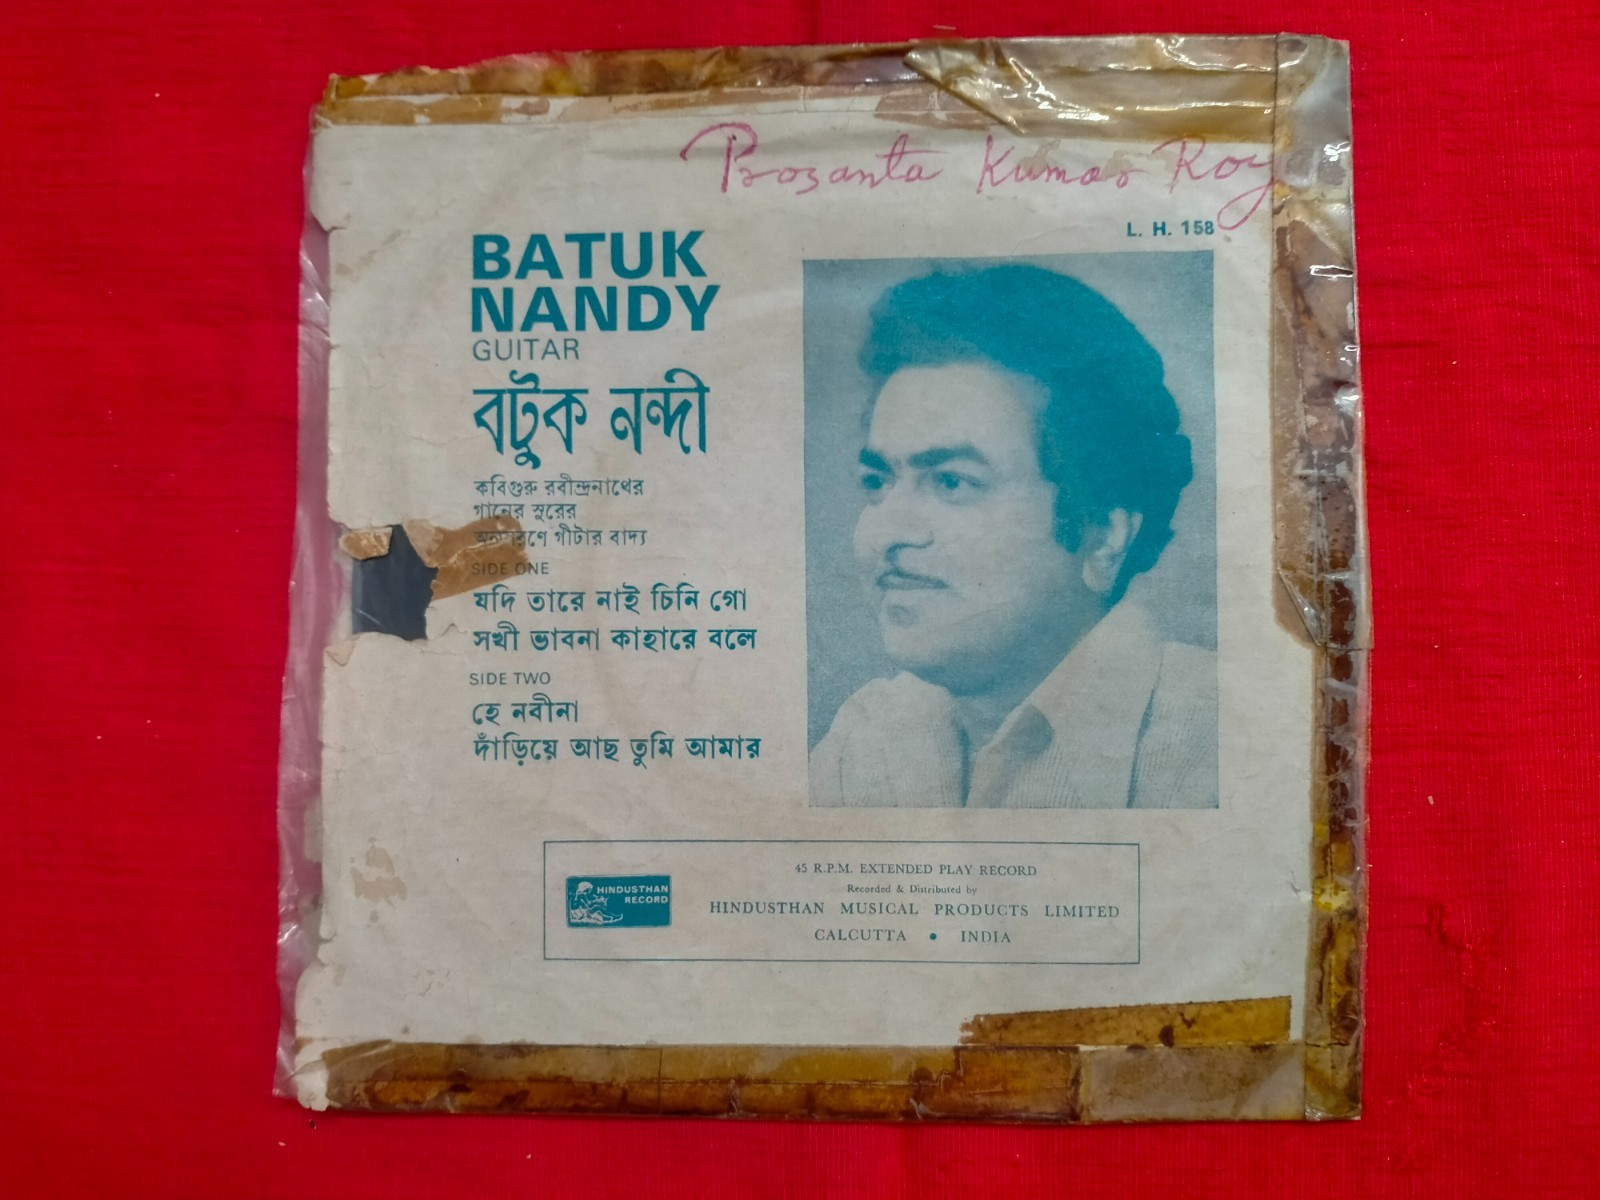 Prosanta Kumar Roy
L. H. 158
BATUK
NANDY
GUITAR
বটুক নন্দী
কবিগুরু রবীন্দ্রনাথের
গানের সুরের
গীটার বাদ্য
SIDE ONE
যদি তারে নাই চিনি গো
সখী ভাবনা কাহারে বলে
SIDE TWO
হে নবীনা
দাঁড়িয়ে আছ তুমি আমার
HINDUSTHAN
RECORD
45 R.P.M. EXTENDED PLAY RECORD
Recorded & Distributed by
HINDUSTHAN MUSICAL PRODUCTS LIMITED
CALCUTTA • INDIA